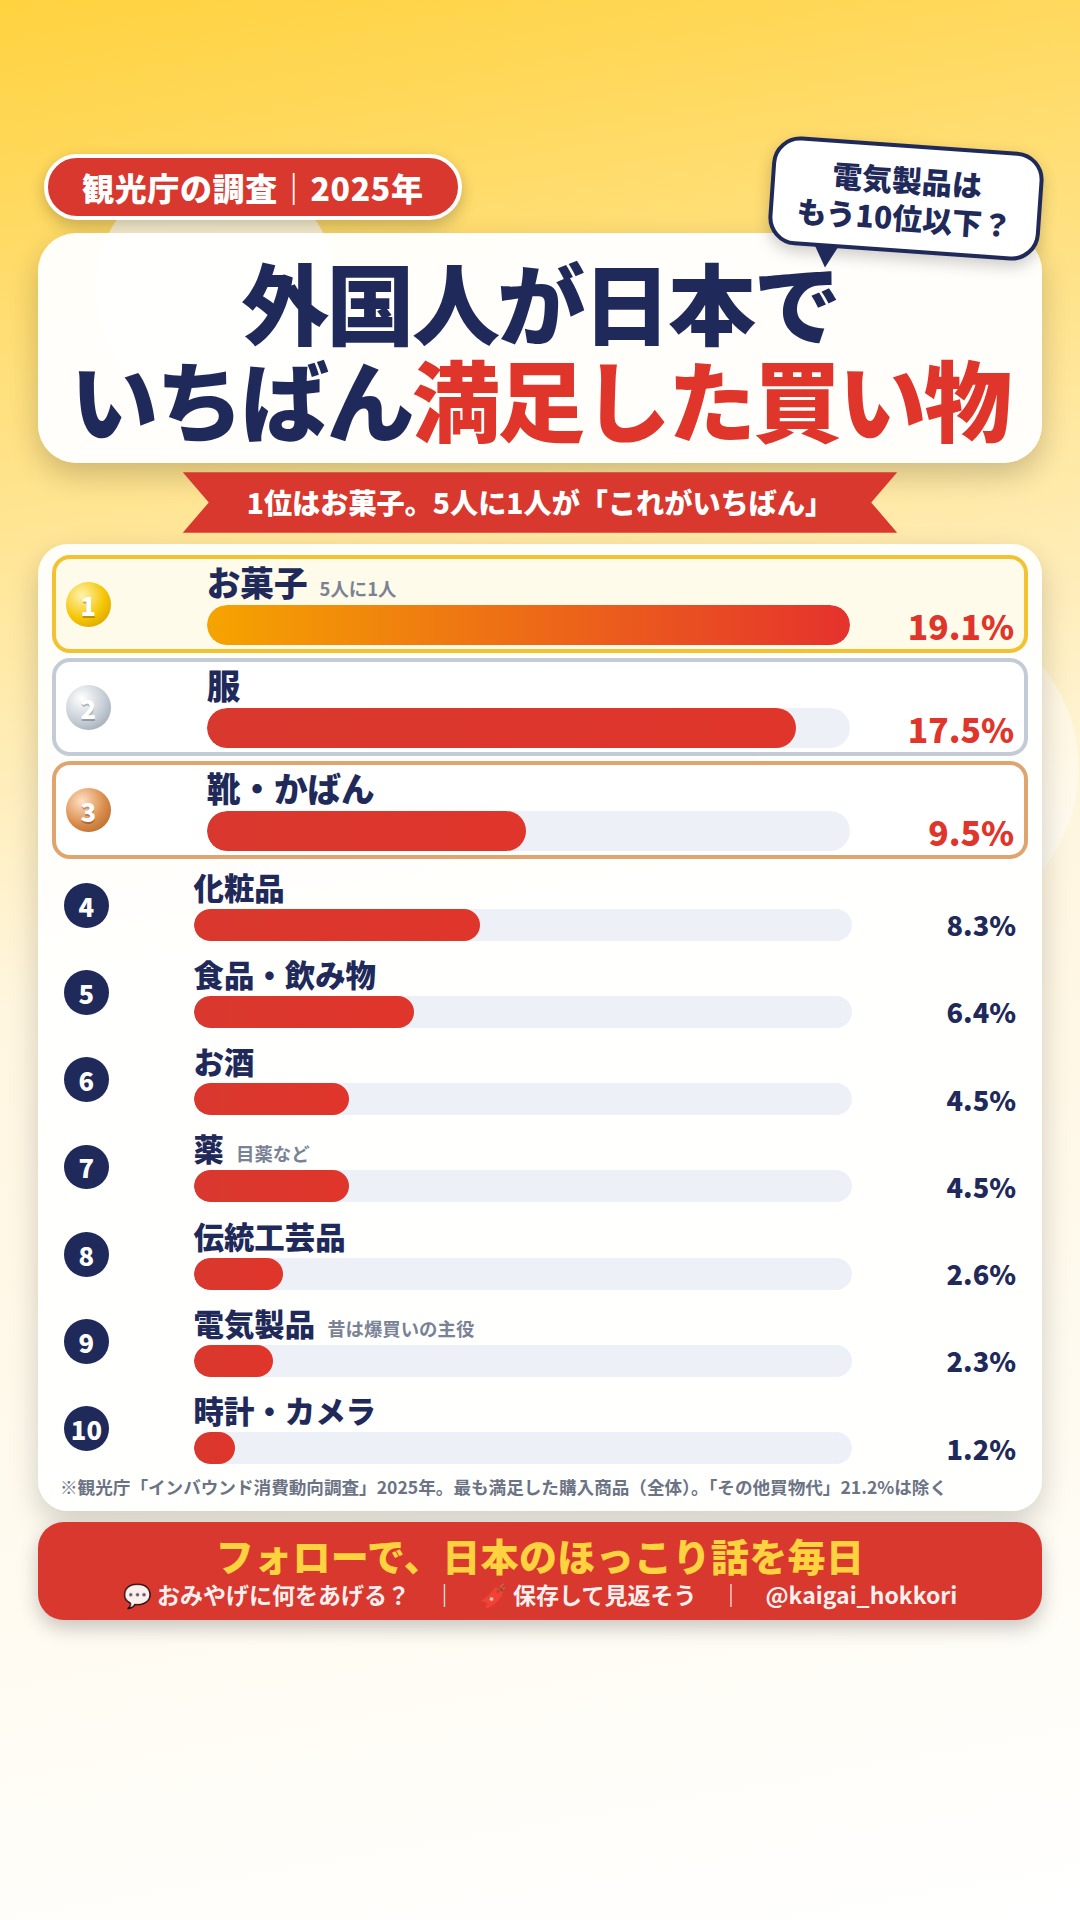 観光庁の調査｜2025年
電気製品は
もう10位以下？
外国人が日本で
いちばん満足した買い物
1位はお菓子。5人に1人が「これがいちばん」
1
お菓子 5人に1人
19.1%
2
服
17.5%
3
靴・かばん
9.5%
4
化粧品
8.3%
5
食品・飲み物
6.4%
6
お酒
4.5%
7
薬 目薬など
4.5%
8
伝統工芸品
2.6%
9
電気製品 昔は爆買いの主役
2.3%
10
時計・カメラ
1.2%
※観光庁「インバウンド消費動向調査」2025年。最も満足した購入商品（全体）。「その他買物代」21.2%は除く
フォローで、日本のほっこり話を毎日
💬 おみやげに何をあげる？ ｜ 🔖 保存して見返そう ｜ @kaigai_hokkori